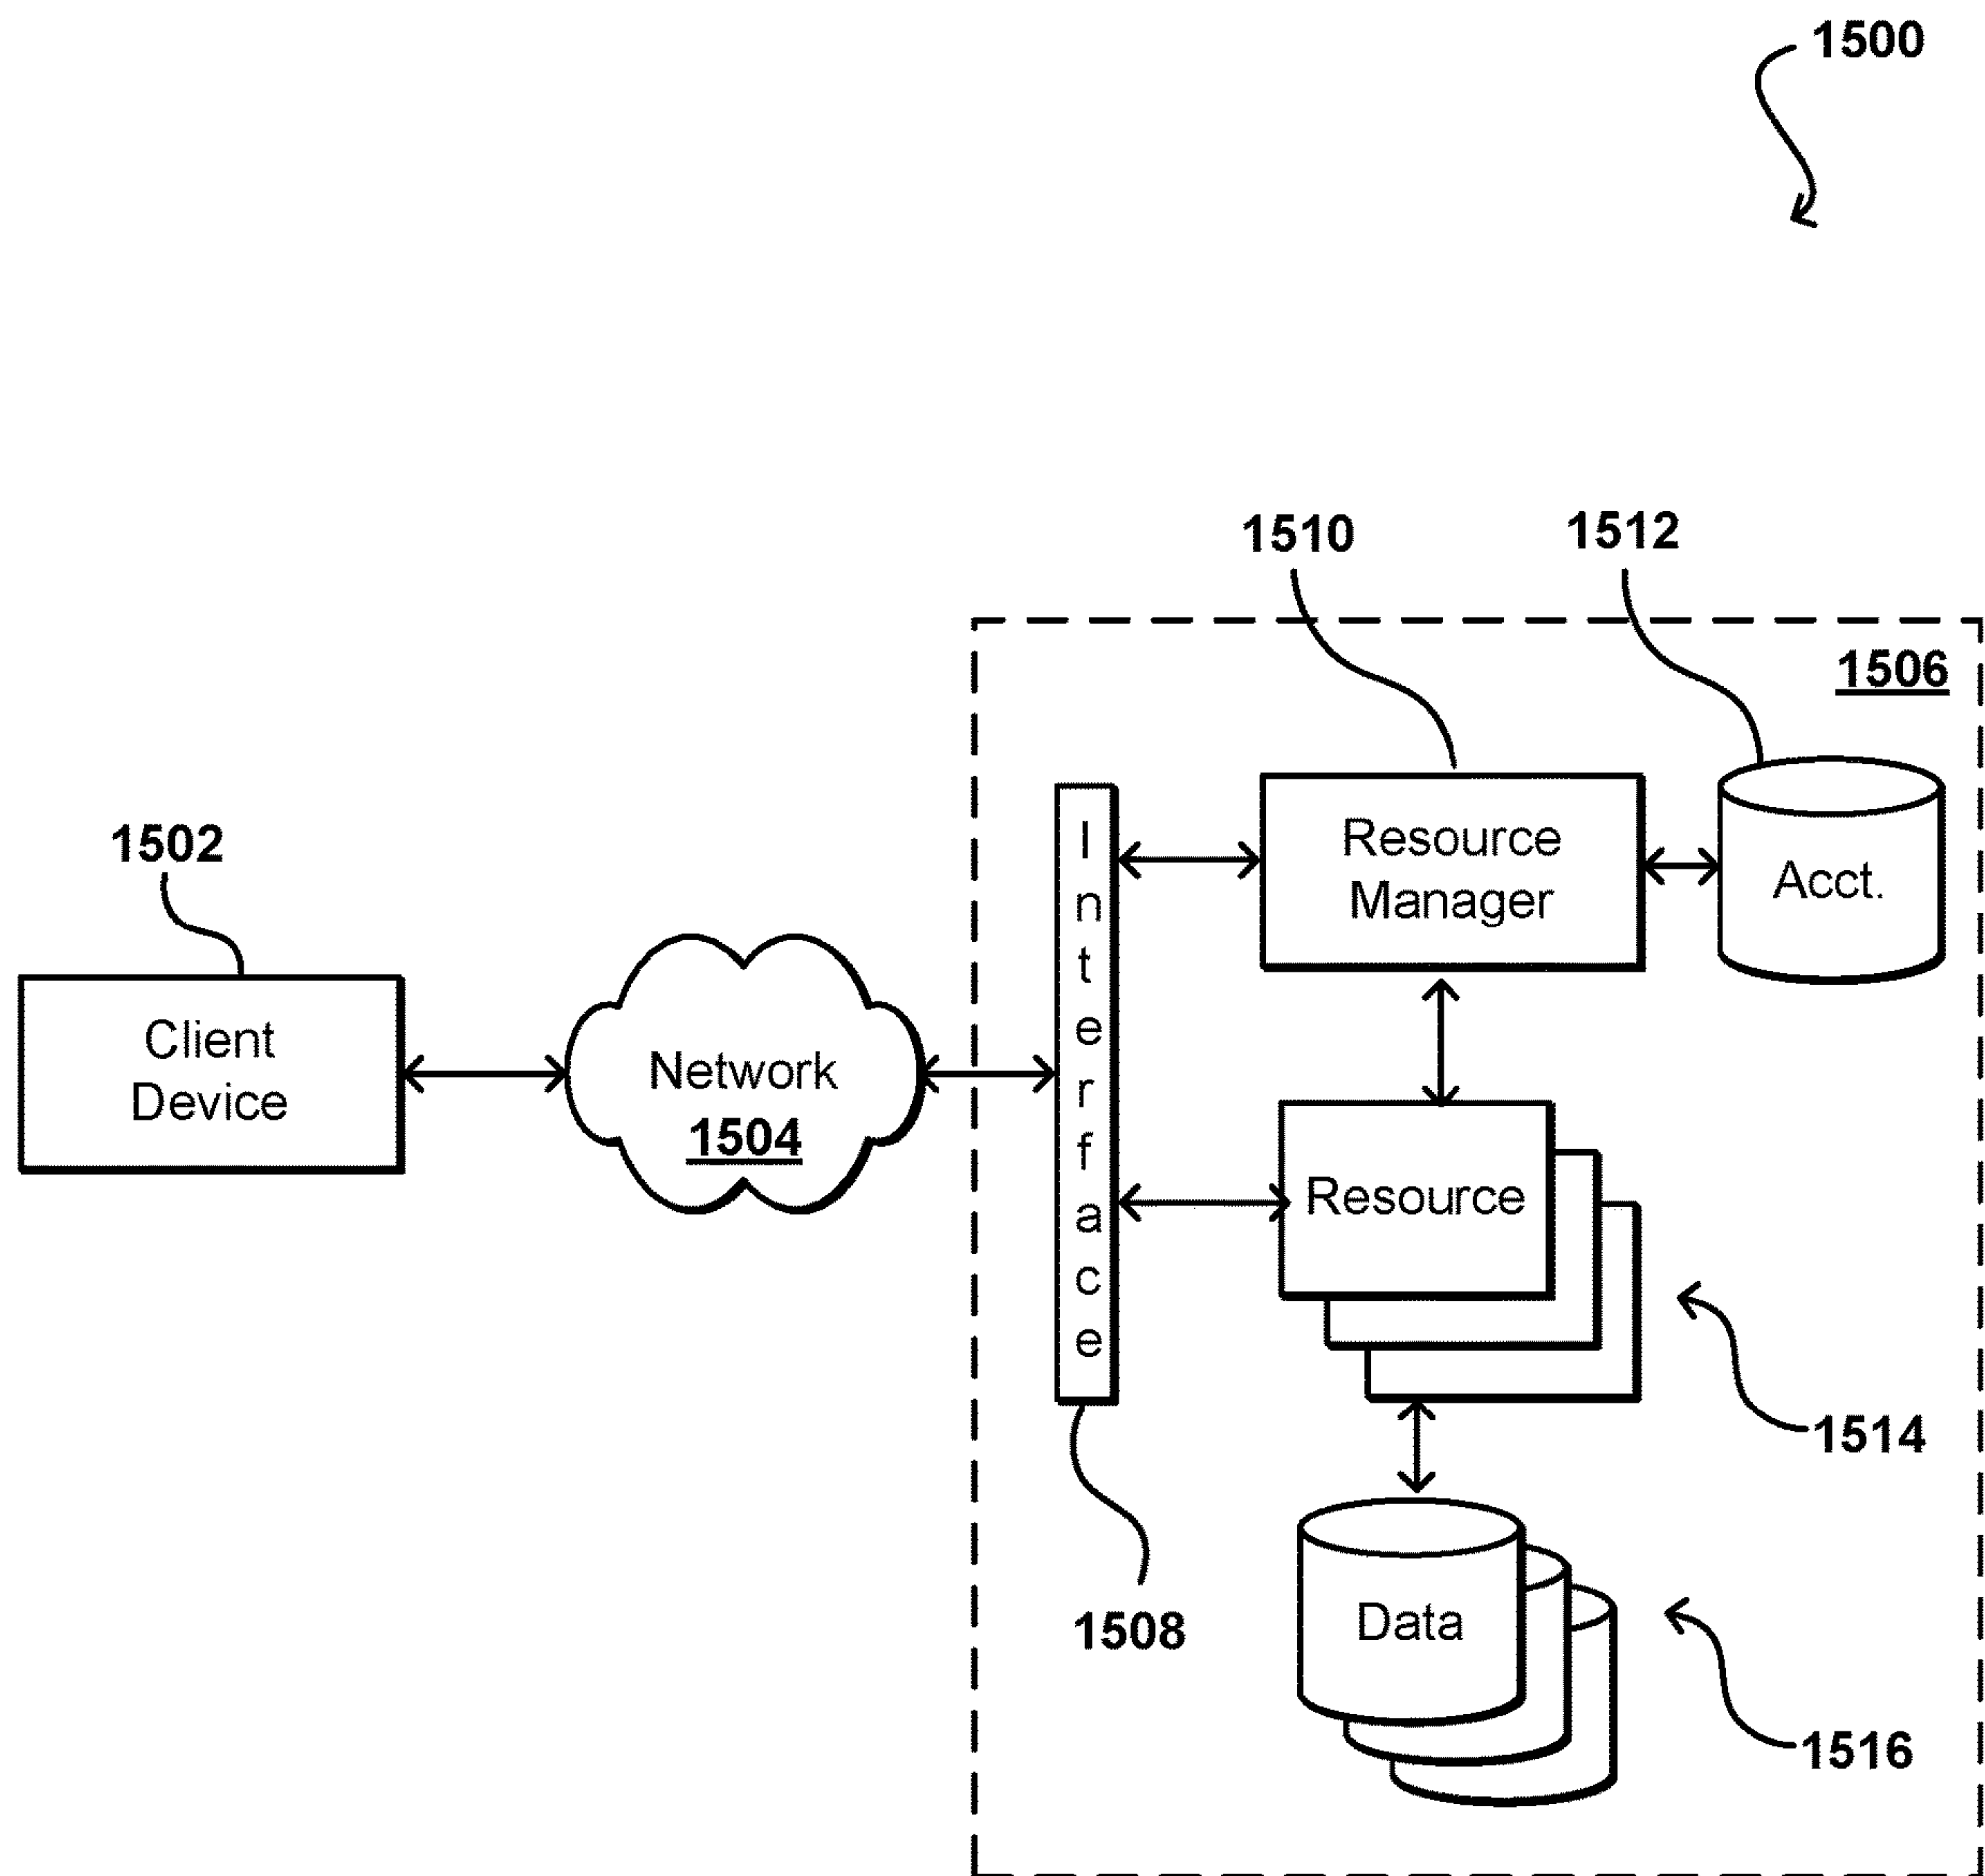 1500
1510
1512
1506
1502
Client
Device
Network
1504
Interface
Resource
Manager
Acct.
Resource
1514
1508
Data
1516